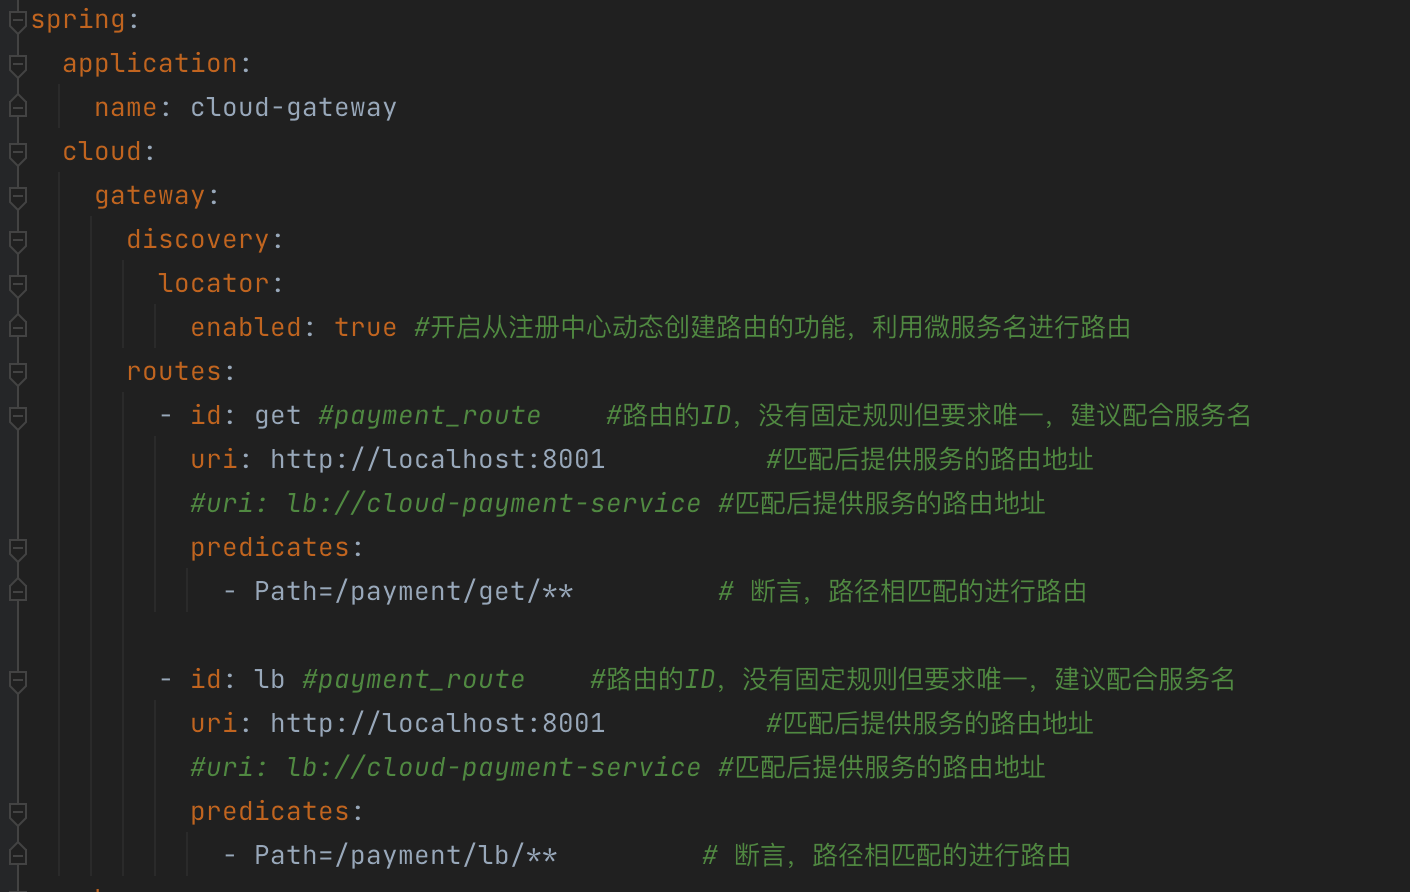 spring:
  application:
    name: cloud-gateway
  cloud:
    gateway:
      discovery:
        locator:
          enabled: true #开启从注册中心动态创建路由的功能，利用微服务名进行路由
      routes:
        - id: get #payment_route    #路由的ID，没有固定规则但要求唯一，建议配合服务名
          uri: http://localhost:8001          #匹配后提供服务的路由地址
          #uri: lb://cloud-payment-service #匹配后提供服务的路由地址
          predicates:
            - Path=/payment/get/**         # 断言，路径相匹配的进行路由
        - id: lb #payment_route    #路由的ID，没有固定规则但要求唯一，建议配合服务名
          uri: http://localhost:8001          #匹配后提供服务的路由地址
          #uri: lb://cloud-payment-service #匹配后提供服务的路由地址
          predicates:
            - Path=/payment/lb/**         # 断言，路径相匹配的进行路由